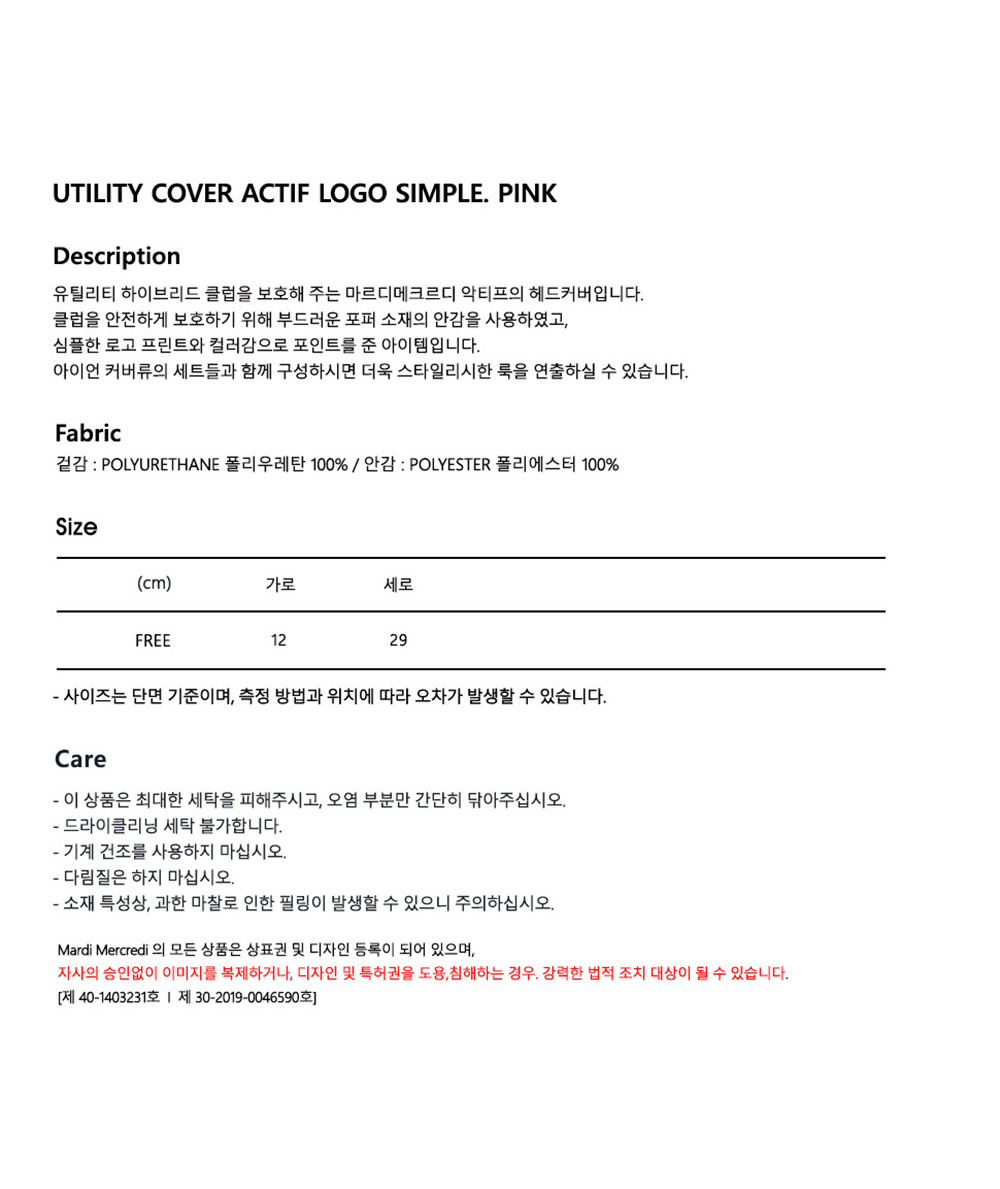 UTILITY COVER ACTIF LOGO SIMPLE. PINK
Description
유틸리티 하이브리드 클럽을 보호해 주는 마르디메크르디 악티프의 헤드커버입니다.
클럽을 안전하게 보호하기 위해 부드러운 포퍼 소재의 안감을 사용하였고,
심플한 로고 프린트와 컬러감으로 포인트를 준 아이템입니다.
아이언 커버류의 세트들과 함께 구성하시면 더욱 스타일리시한 룩을 연출하실 수 있습니다.
Fabric
겉감 : POLYURETHANE 폴리우레탄 100% / 안감 : POLYESTER 폴리에스터 100%
Size
(cm) 가로 세로
FREE 12 29
- 사이즈는 단면 기준이며, 측정 방법과 위치에 따라 오차가 발생할 수 있습니다.
Care
- 이 상품은 최대한 세탁을 피해주시고, 오염 부분만 간단히 닦아주십시오.
- 드라이클리닝 세탁 불가합니다.
- 기계 건조를 사용하지 마십시오.
- 다림질은 하지 마십시오.
- 소재 특성상, 과한 마찰로 인한 필링이 발생할 수 있으니 주의하십시오.
Mardi Mercredi 의 모든 상품은 상표권 및 디자인 등록이 되어 있으며,
자사의 승인없이 이미지를 복제하거나, 디자인 및 특허권을 도용,침해하는 경우. 강력한 법적 조치 대상이 될 수 있습니다.
[제 40-1403231호 ㅣ 제 30-2019-0046590호]